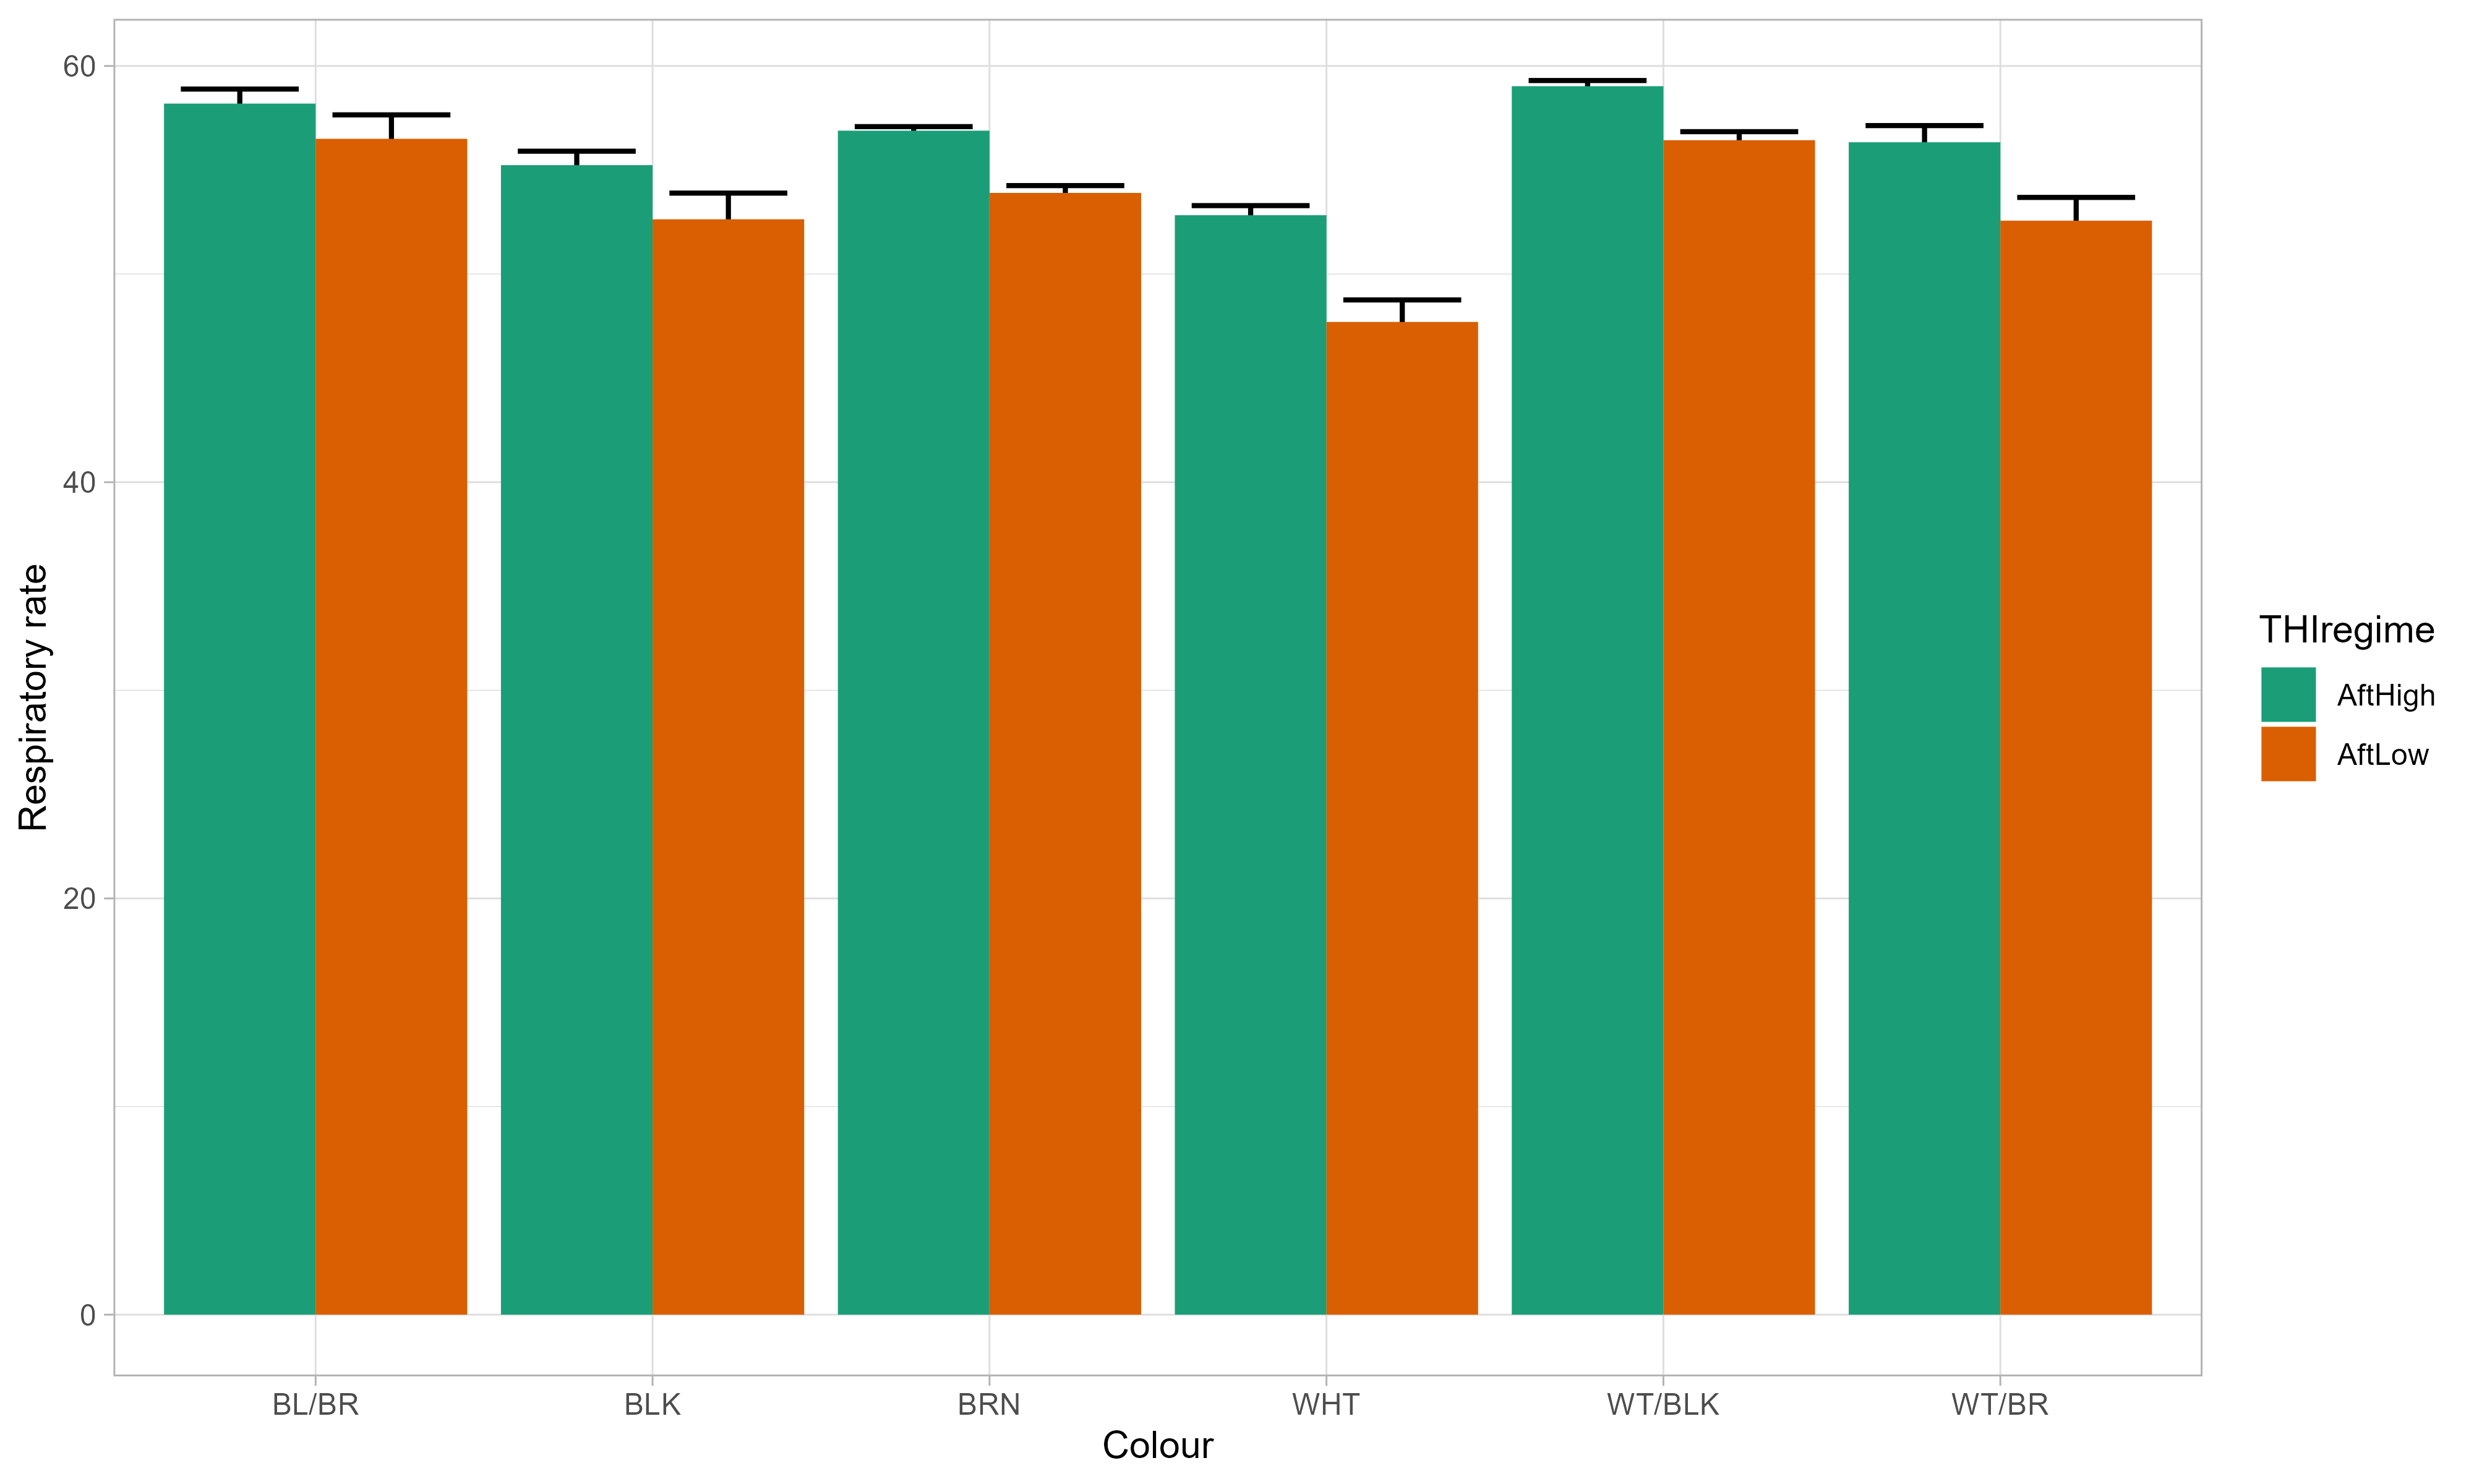 60
40
20
0
Respiratory rate
BL/BR BLK BRN WHT WT/BLK WT/BR
Colour
THIregime
AftHigh
AftLow